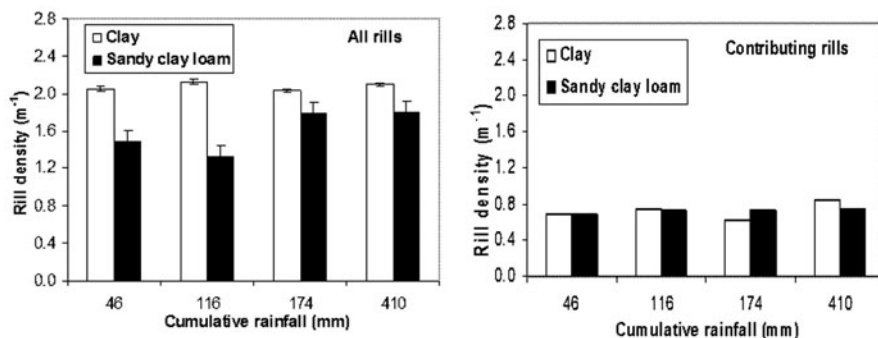 2.8
2.4
2.0
1.6
1.2
0.8
0.4
0.0
Rill density (m-1)
Clay
Sandy clay loam
All rills
46 116 174 410
Cumulative rainfall (mm)
2.8
2.4
2.0
1.6
1.2
0.8
0.4
0.0
Rill density (m-1)
Clay
Sandy clay loam
Contributing rills
46 116 174 410
Cumulative rainfall (mm)